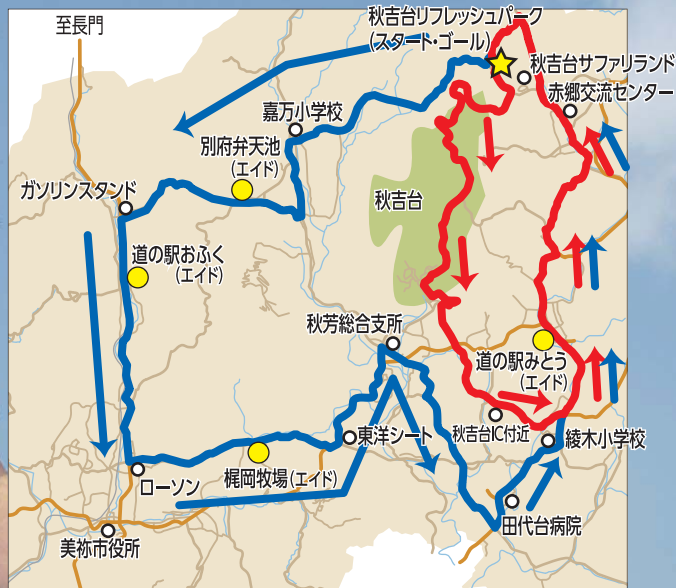 至長門
秋吉台リフレッシュパーク
(スタート・ゴール)
秋吉台サファリランド
赤郷交流センター
嘉万小学校
別府弁天池
(エイド)
ガソリンスタンド
秋吉台
道の駅おふく
(エイド)
秋芳総合支所
道の駅みとう
(エイド)
秋吉台IC付近
綾木小学校
東洋シート
梶岡牧場(エイド)
ローソン
田代台病院
美祢市役所